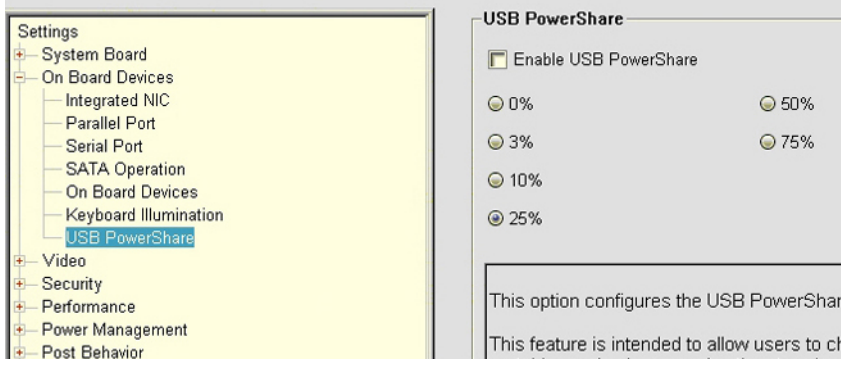 Settings
System Board
On Board Devices
Integrated NIC
Parallel Port
Serial Port
SATA Operation
On Board Devices
Keyboard Illumination
USB PowerShare
Video
Security
Performance
Power Management
Post Behavior
USB PowerShare
Enable USB PowerShare
0%
50%
3%
75%
10%
25%
This option configures the USB PowerShar
This feature is intended to allow users to ch